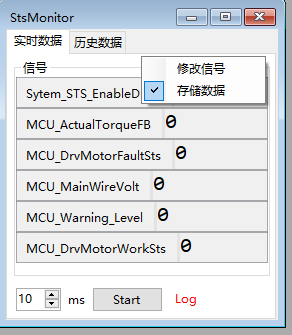 StsMonitor
实时数据 历史数据
信号
修改信号
存储数据
Sytem_STS_EnableD
MCU_ActualTorqueFB 0
MCU_DrvMotorFaultSts 0
MCU_MainWireVolt 0
MCU_Warning_Level 0
MCU_DrvMotorWorkSts 0
10 ms Start Log